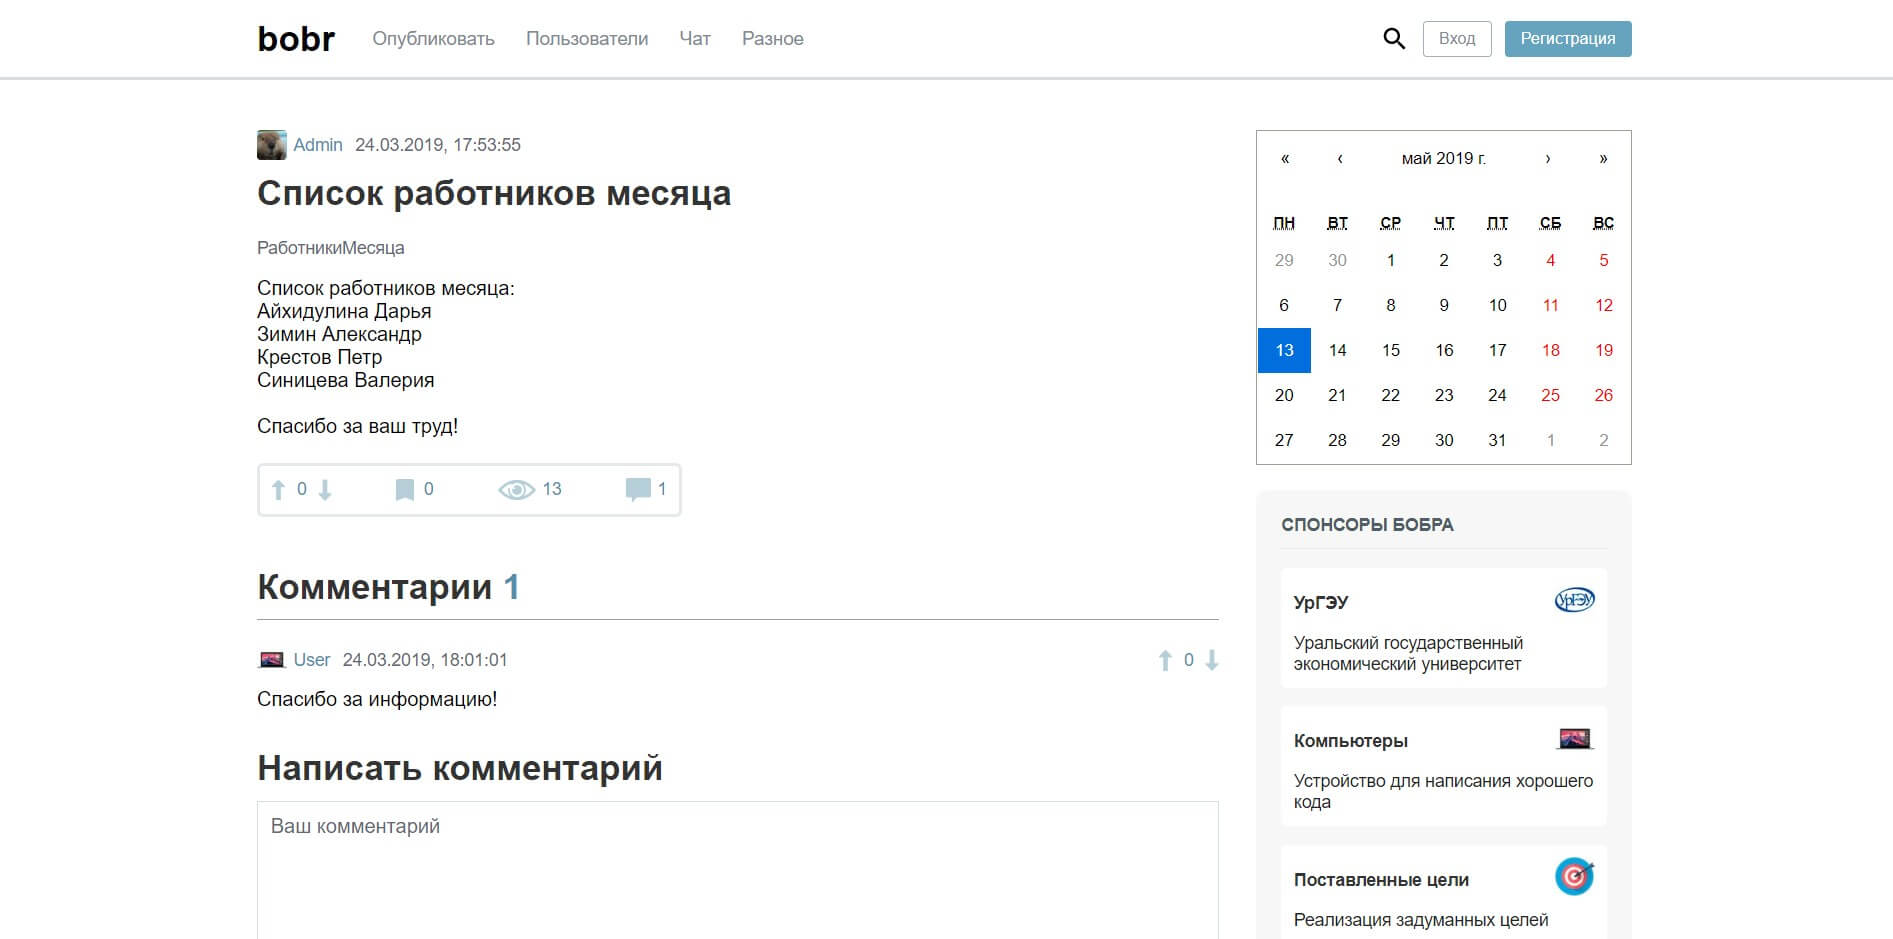 bobr Опубликовать Пользователи Чат Разное Вход Регистрация
Admin 24.03.2019, 17:53:55
Список работников месяца
РаботникиМесяца
Список работников месяца:
Айхидулина Дарья
Зимин Александр
Крестов Петр
Синицева Валерия
Спасибо за ваш труд!
0 0 13 1
Комментарии 1
User 24.03.2019, 18:01:01 0
Спасибо за информацию!
Написать комментарий
Ваш комментарий
« ‹ май 2019 г. › »
ПН ВТ СР ЧТ ПТ СБ ВС
29 30 1 2 3 4 5
6 7 8 9 10 11 12
13 14 15 16 17 18 19
20 21 22 23 24 25 26
27 28 29 30 31 1 2
СПОНСОРЫ БОБРА
УрГЭУ УрГЭУ
Уральский государственный
экономический университет
Компьютеры
Устройство для написания хорошего
кода
Поставленные цели
Реализация задуманных целей